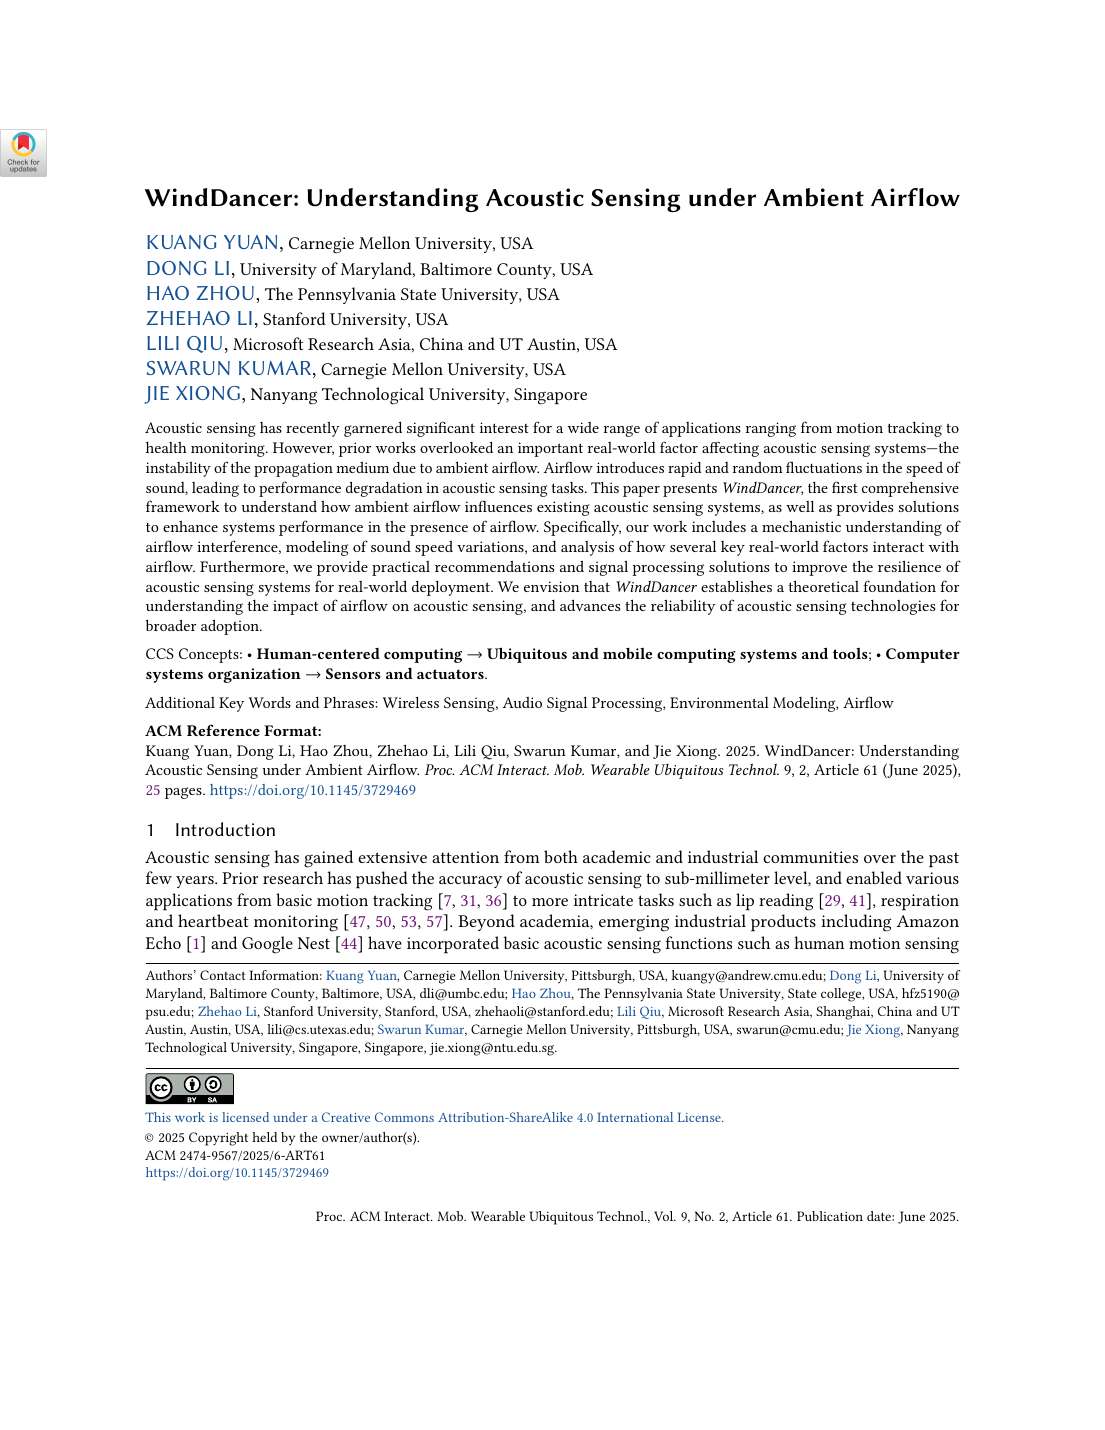 Check for
updates
WindDancer: Understanding Acoustic Sensing under Ambient Airflow
KUANG YUAN, Carnegie Mellon University, USA
DONG LI, University of Maryland, Baltimore County, USA
HAO ZHOU, The Pennsylvania State University, USA
ZHEHAO LI, Stanford University, USA
LILI QIU, Microsoft Research Asia, China and UT Austin, USA
SWARUN KUMAR, Carnegie Mellon University, USA
JIE XIONG, Nanyang Technological University, Singapore
Acoustic sensing has recently garnered significant interest for a wide range of applications ranging from motion tracking to
health monitoring. However, prior works overlooked an important real-world factor affecting acoustic sensing systems—the
instability of the propagation medium due to ambient airflow. Airflow introduces rapid and random fluctuations in the speed of
sound, leading to performance degradation in acoustic sensing tasks. This paper presents WindDancer, the first comprehensive
framework to understand how ambient airflow influences existing acoustic sensing systems, as well as provides solutions
to enhance systems performance in the presence of airflow. Specifically, our work includes a mechanistic understanding of
airflow interference, modeling of sound speed variations, and analysis of how several key real-world factors interact with
airflow. Furthermore, we provide practical recommendations and signal processing solutions to improve the resilience of
acoustic sensing systems for real-world deployment. We envision that WindDancer establishes a theoretical foundation for
understanding the impact of airflow on acoustic sensing, and advances the reliability of acoustic sensing technologies for
broader adoption.
CCS Concepts: • Human-centered computing → Ubiquitous and mobile computing systems and tools; • Computer
systems organization → Sensors and actuators.
Additional Key Words and Phrases: Wireless Sensing, Audio Signal Processing, Environmental Modeling, Airflow
ACM Reference Format:
Kuang Yuan, Dong Li, Hao Zhou, Zhehao Li, Lili Qiu, Swarun Kumar, and Jie Xiong. 2025. WindDancer: Understanding
Acoustic Sensing under Ambient Airflow. Proc. ACM Interact. Mob. Wearable Ubiquitous Technol. 9, 2, Article 61 (June 2025),
25 pages. https://doi.org/10.1145/3729469
1 Introduction
Acoustic sensing has gained extensive attention from both academic and industrial communities over the past
few years. Prior research has pushed the accuracy of acoustic sensing to sub-millimeter level, and enabled various
applications from basic motion tracking [7, 31, 36] to more intricate tasks such as lip reading [29, 41], respiration
and heartbeat monitoring [47, 50, 53, 57]. Beyond academia, emerging industrial products including Amazon
Echo [1] and Google Nest [44] have incorporated basic acoustic sensing functions such as human motion sensing
Authors' Contact Information: Kuang Yuan, Carnegie Mellon University, Pittsburgh, USA, kuangy@andrew.cmu.edu; Dong Li, University of
Maryland, Baltimore County, Baltimore, USA, dli@umbc.edu; Hao Zhou, The Pennsylvania State University, State college, USA, hfz5190@
psu.edu; Zhehao Li, Stanford University, Stanford, USA, zhehaoli@stanford.edu; Lili Qiu, Microsoft Research Asia, Shanghai, China and UT
Austin, Austin, USA, lili@cs.utexas.edu; Swarun Kumar, Carnegie Mellon University, Pittsburgh, USA, swarun@cmu.edu; Jie Xiong, Nanyang
Technological University, Singapore, Singapore, jie.xiong@ntu.edu.sg.
cc BY SA
This work is licensed under a Creative Commons Attribution-ShareAlike 4.0 International License.
© 2025 Copyright held by the owner/author(s).
ACM 2474-9567/2025/6-ART61
https://doi.org/10.1145/3729469
Proc. ACM Interact. Mob. Wearable Ubiquitous Technol., Vol. 9, No. 2, Article 61. Publication date: June 2025.